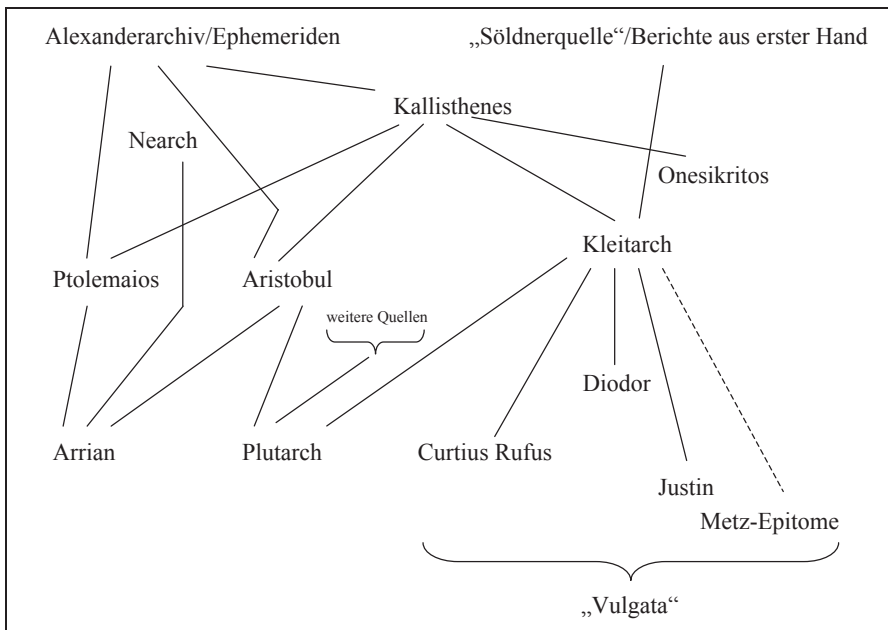 Alexanderarchiv/Ephemeriden
„Söldnerquelle“/Berichte aus erster Hand
Kallisthenes
Nearch
Onesikritos
Kleitarch
Ptolemaios
Aristobul
weitere Quellen
Diodor
Arrian
Plutarch
Curtius Rufus
Justin
Metz-Epitome
„Vulgata“